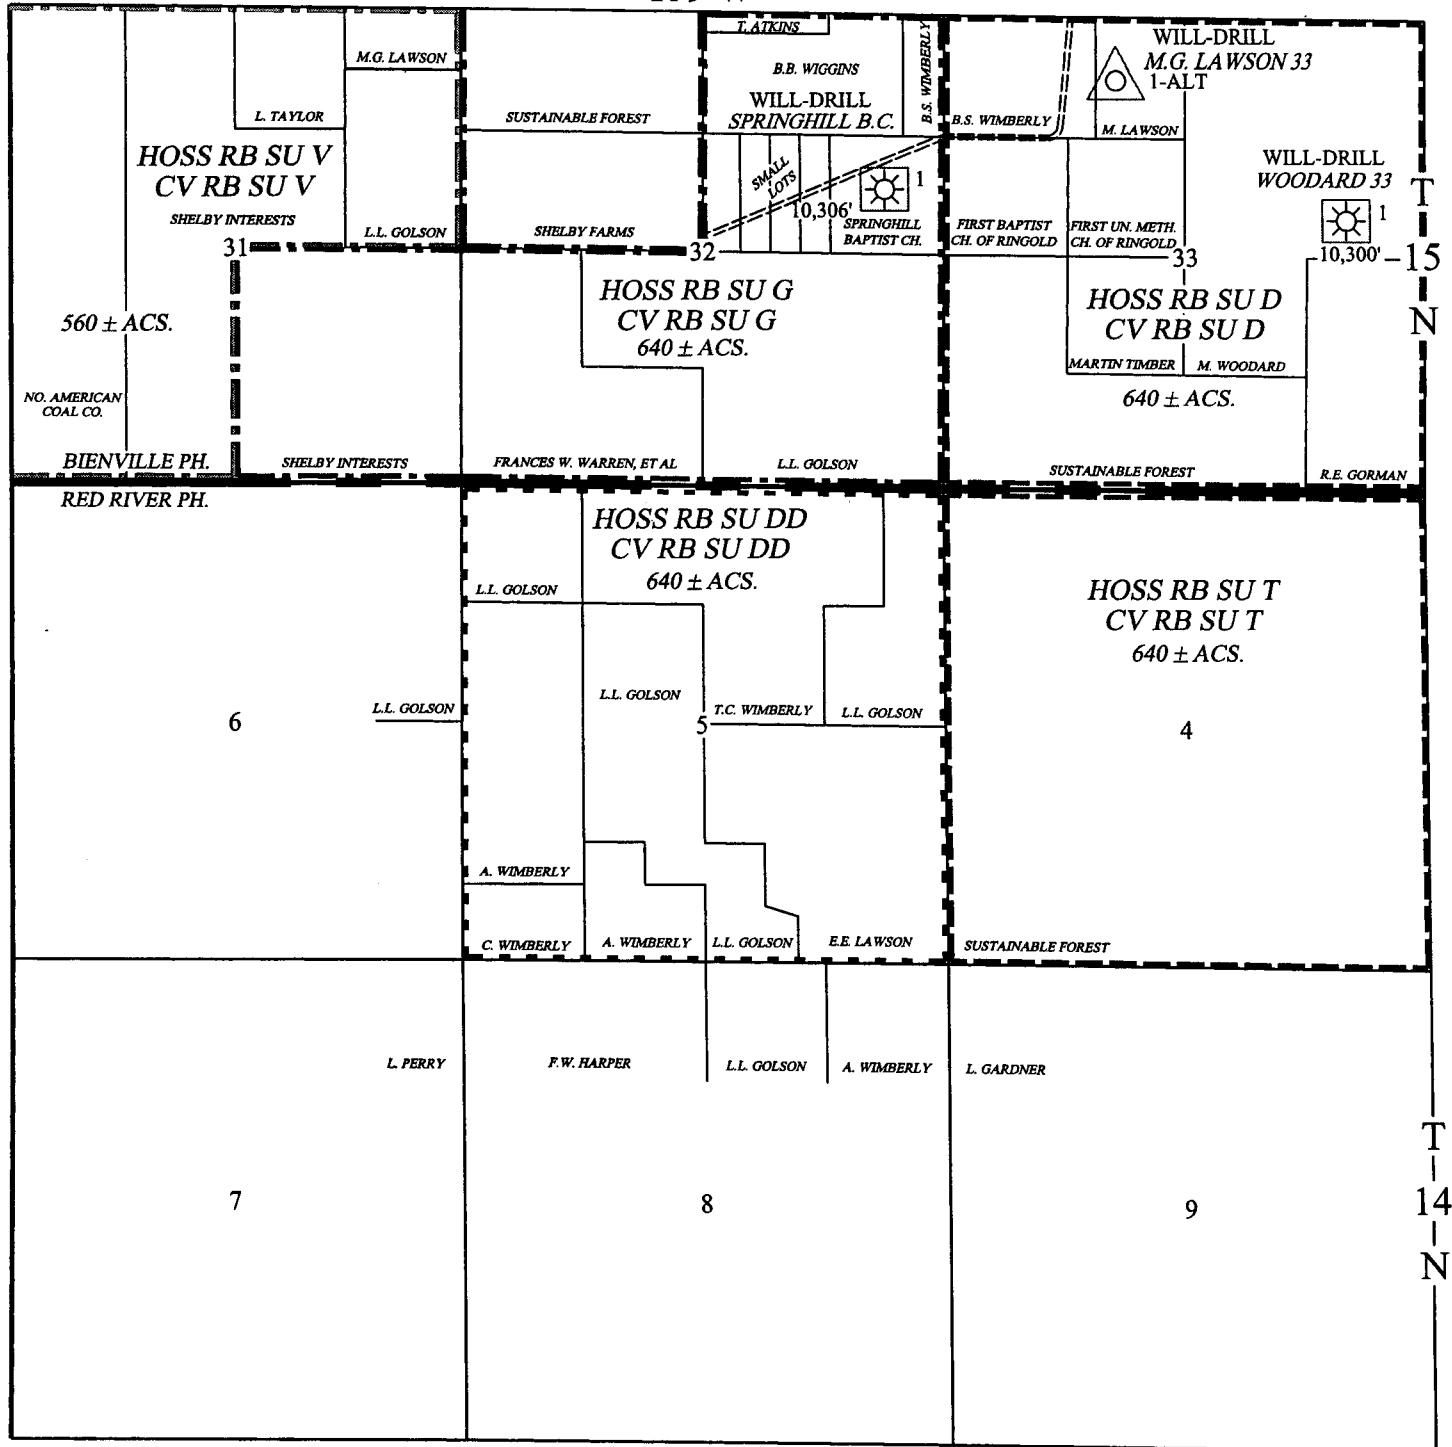 T. ATKINS
M.G. LAWSON
B.B. WIGGINS
B.S. WIMBERLY
WILL-DRILL
M.G. LAWSON 33
1-ALT
L. TAYLOR
SUSTAINABLE FOREST
WILL-DRILL
SPRINGHILL B.C.
B.S. WIMBERLY
M. LAWSON
HOSS RB SU V
CV RB SU V
SMALL
LOTS
1
10,306'
WILL-DRILL
WOODARD 33
1
10,300'
SHELBY INTERESTS
L.L. GOLSON
SHELBY FARMS
SPRINGHILL
BAPTIST CH.
FIRST BAPTIST
CH. OF RINGOLD
FIRST UN. METH.
CH. OF RINGOLD
T
15
N
31
32
33
560 ± ACS.
HOSS RB SU G
CV RB SU G
640 ± ACS.
HOSS RB SU D
CV RB SU D
MARTIN TIMBER
M. WOODARD
640 ± ACS.
NO. AMERICAN
COAL CO.
BIENVILLE PH.
SHELBY INTERESTS
FRANCES W. WARREN, ET AL
L.L. GOLSON
SUSTAINABLE FOREST
R.E. GORMAN
RED RIVER PH.
HOSS RB SU DD
CV RB SU DD
640 ± ACS.
L.L. GOLSON
HOSS RB SU T
CV RB SU T
640 ± ACS.
L.L. GOLSON
L.L. GOLSON
T.C. WIMBERLY
L.L. GOLSON
6
5
4
A. WIMBERLY
C. WIMBERLY
A. WIMBERLY
L.L. GOLSON
E.E. LAWSON
SUSTAINABLE FOREST
L. PERRY
F.W. HARPER
L.L. GOLSON
A. WIMBERLY
L. GARDNER
7
8
9
T
14
N